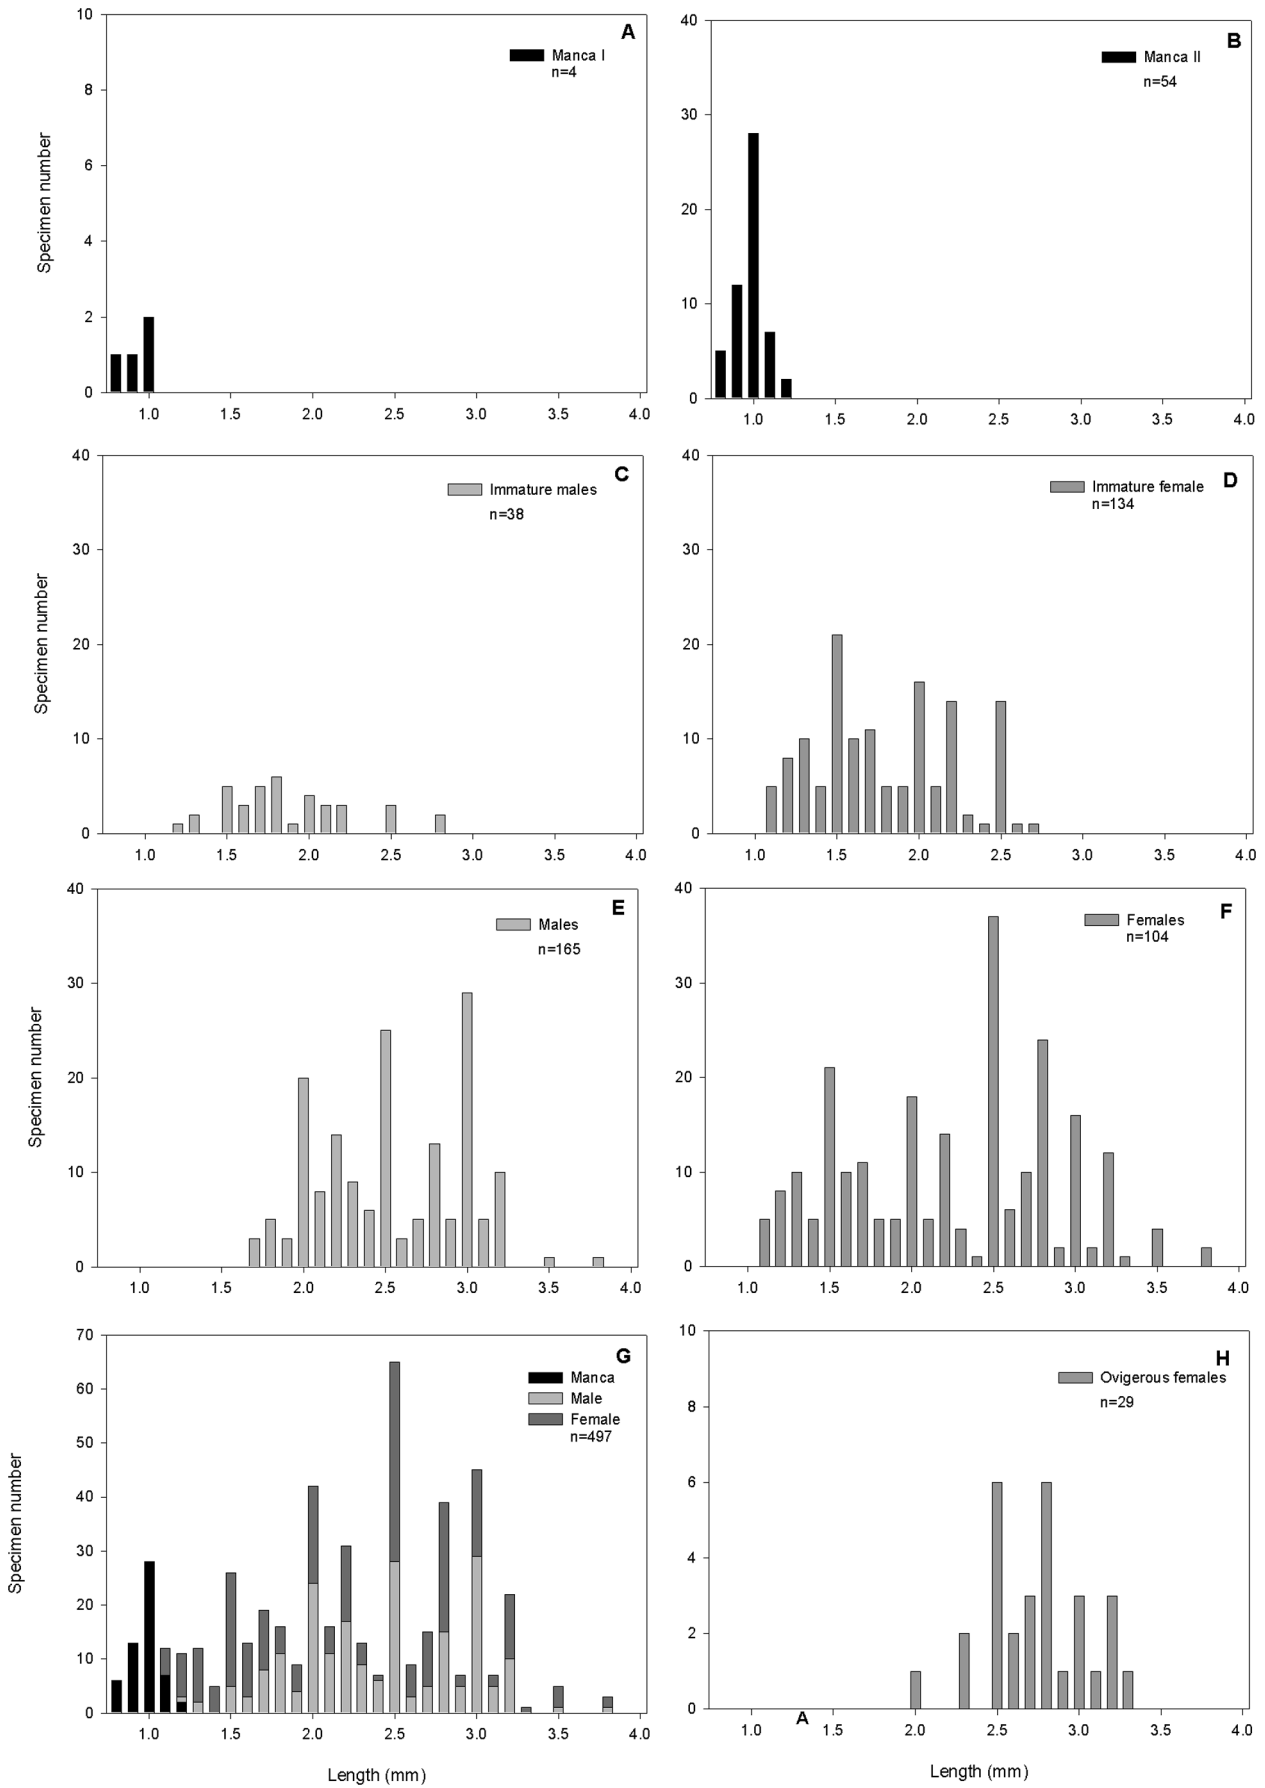 A
Manca I
n=4
10
8
6
4
2
0
Specimen number
1.0 1.5 2.0 2.5 3.0 3.5 4.0
B
Manca II
n=54
40
30
20
10
0
1.0 1.5 2.0 2.5 3.0 3.5 4.0
C
Immature males
n=38
40
30
20
10
0
Specimen number
1.0 1.5 2.0 2.5 3.0 3.5 4.0
D
Immature female
n=134
40
30
20
10
0
1.0 1.5 2.0 2.5 3.0 3.5 4.0
E
Males
n=165
40
30
20
10
0
Specimen number
1.0 1.5 2.0 2.5 3.0 3.5 4.0
F
Females
n=104
40
30
20
10
0
1.0 1.5 2.0 2.5 3.0 3.5 4.0
G
Manca
Male
Female
n=497
70
60
50
40
30
20
10
0
Specimen number
1.0 1.5 2.0 2.5 3.0 3.5 4.0
Length (mm)
H
Ovigerous females
n=29
10
8
6
4
2
0
A
1.0 1.5 2.0 2.5 3.0 3.5 4.0
Length (mm)